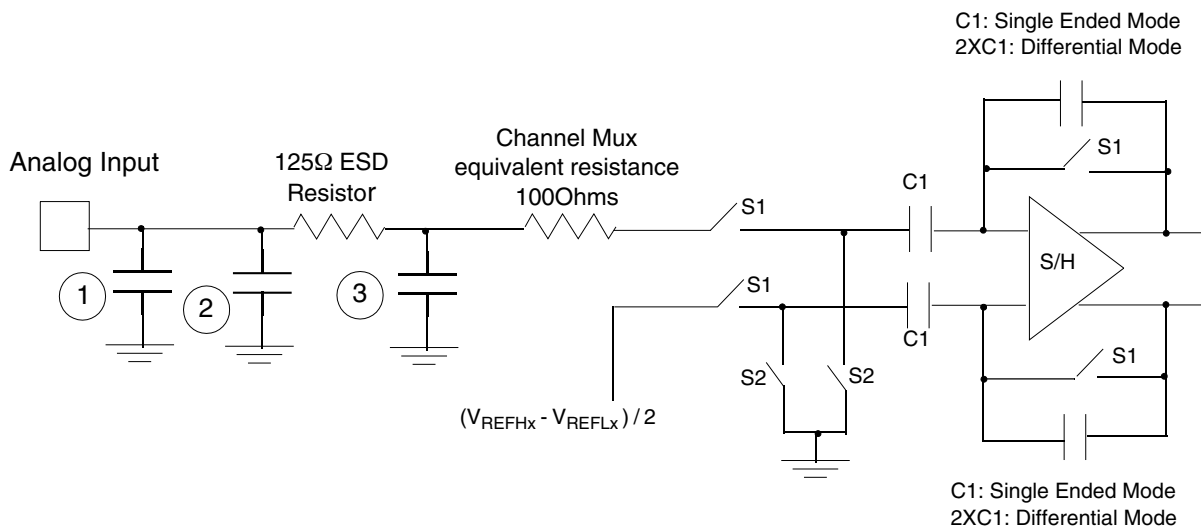 C1: Single Ended Mode
2XC1: Differential Mode
Analog Input
125Ω ESD
Resistor
Channel Mux
equivalent resistance
100Ohms
S1
C1
S1
S/H
1
2
3
S1
C1
S1
S2
S2
(VREFHx - VREFLx) / 2
C1: Single Ended Mode
2XC1: Differential Mode